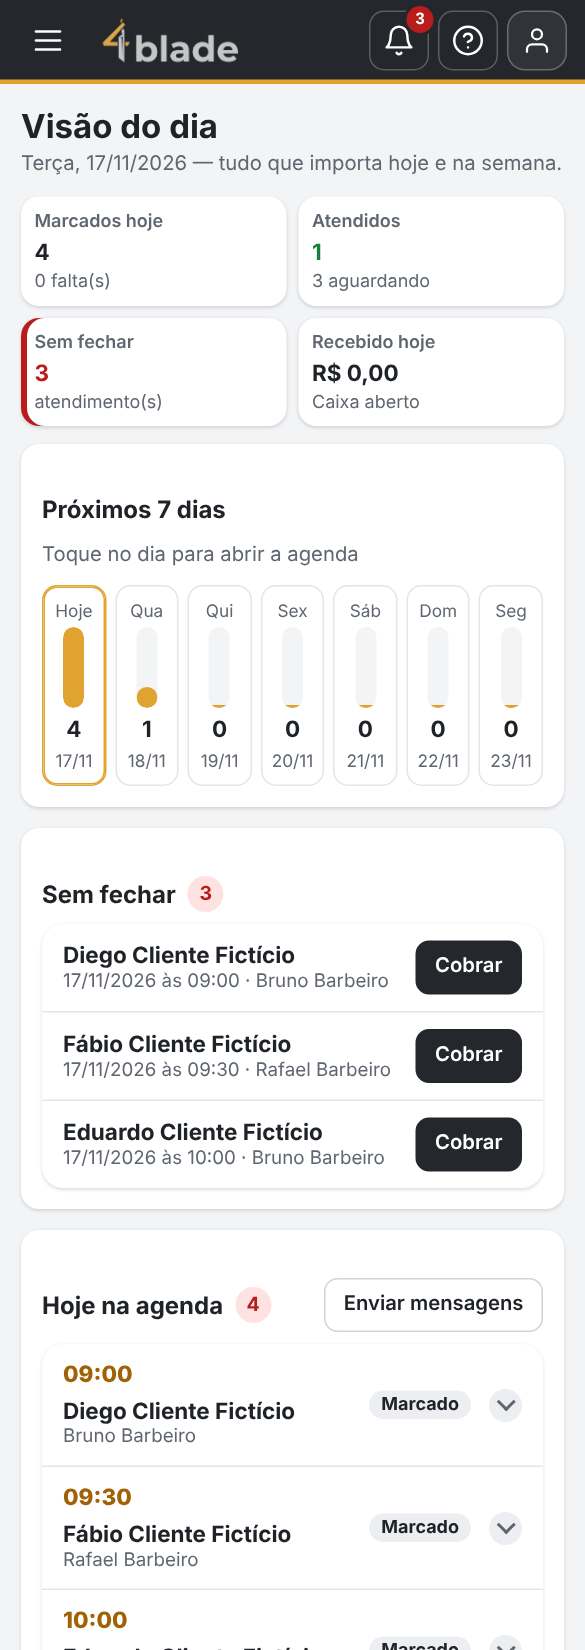 4blade
3
Visão do dia
Terça, 17/11/2026 — tudo que importa hoje e na semana.
Marcados hoje
4
0 falta(s)
Atendidos
1
3 aguardando
Sem fechar
3
atendimento(s)
Recebido hoje
R$ 0,00
Caixa aberto
Próximos 7 dias
Toque no dia para abrir a agenda
Hoje Qua Qui Sex Sáb Dom Seg
4 1 0 0 0 0 0
17/11 18/11 19/11 20/11 21/11 22/11 23/11
Sem fechar 3
Diego Cliente Fictício
17/11/2026 às 09:00 · Bruno Barbeiro
Cobrar
Fábio Cliente Fictício
17/11/2026 às 09:30 · Rafael Barbeiro
Cobrar
Eduardo Cliente Fictício
17/11/2026 às 10:00 · Bruno Barbeiro
Cobrar
Hoje na agenda 4
Enviar mensagens
09:00
Diego Cliente Fictício
Bruno Barbeiro
Marcado
09:30
Fábio Cliente Fictício
Rafael Barbeiro
Marcado
10:00